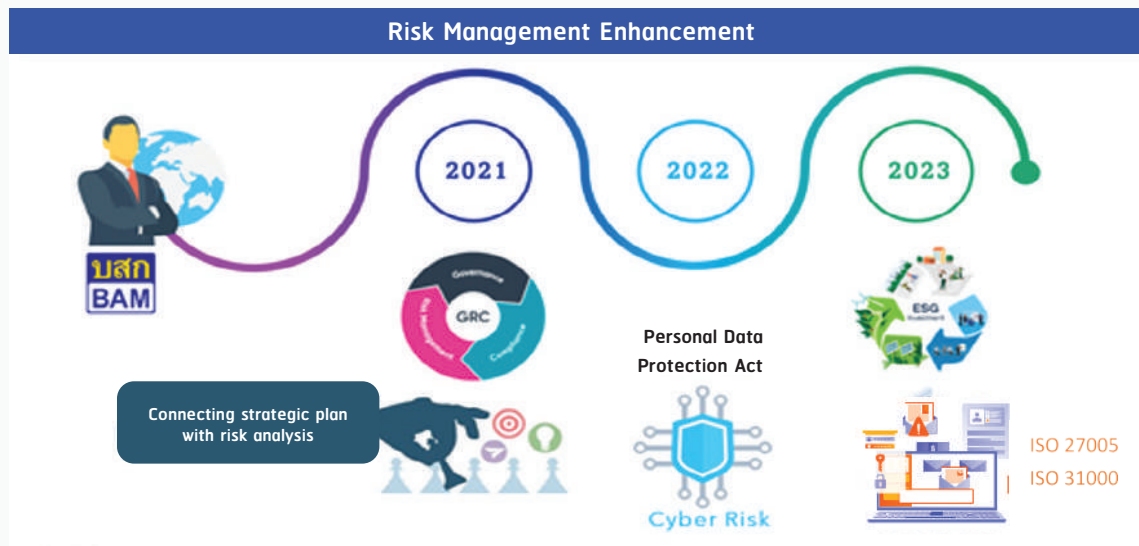 Risk Management Enhancement
2021
2022
2023
บสก
BAM
Governance
Risk Management
GRC
Compliance
ESG
Investment
Personal Data
Protection Act
Connecting strategic plan
with risk analysis
Cyber Risk
ISO 27005
ISO 31000